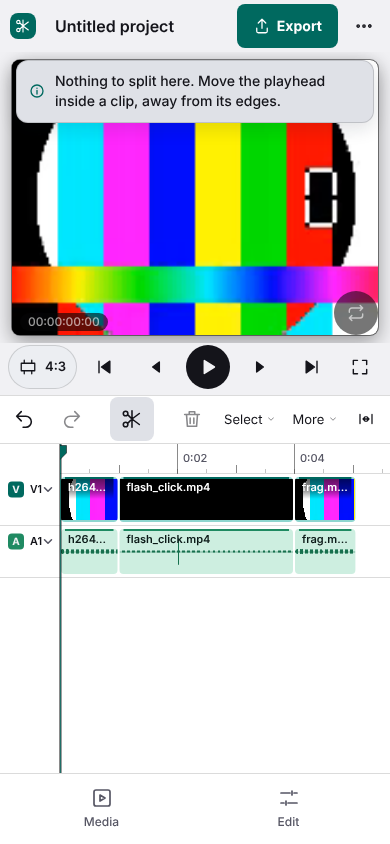 Untitled project
Export
Nothing to split here. Move the playhead
inside a clip, away from its edges.
00:00:00:00
4:3
Select
More
0:02
0:04
V
V1
h264...
flash_click.mp4
frag.m...
A
A1
h264...
flash_click.mp4
frag.m...
Media
Edit